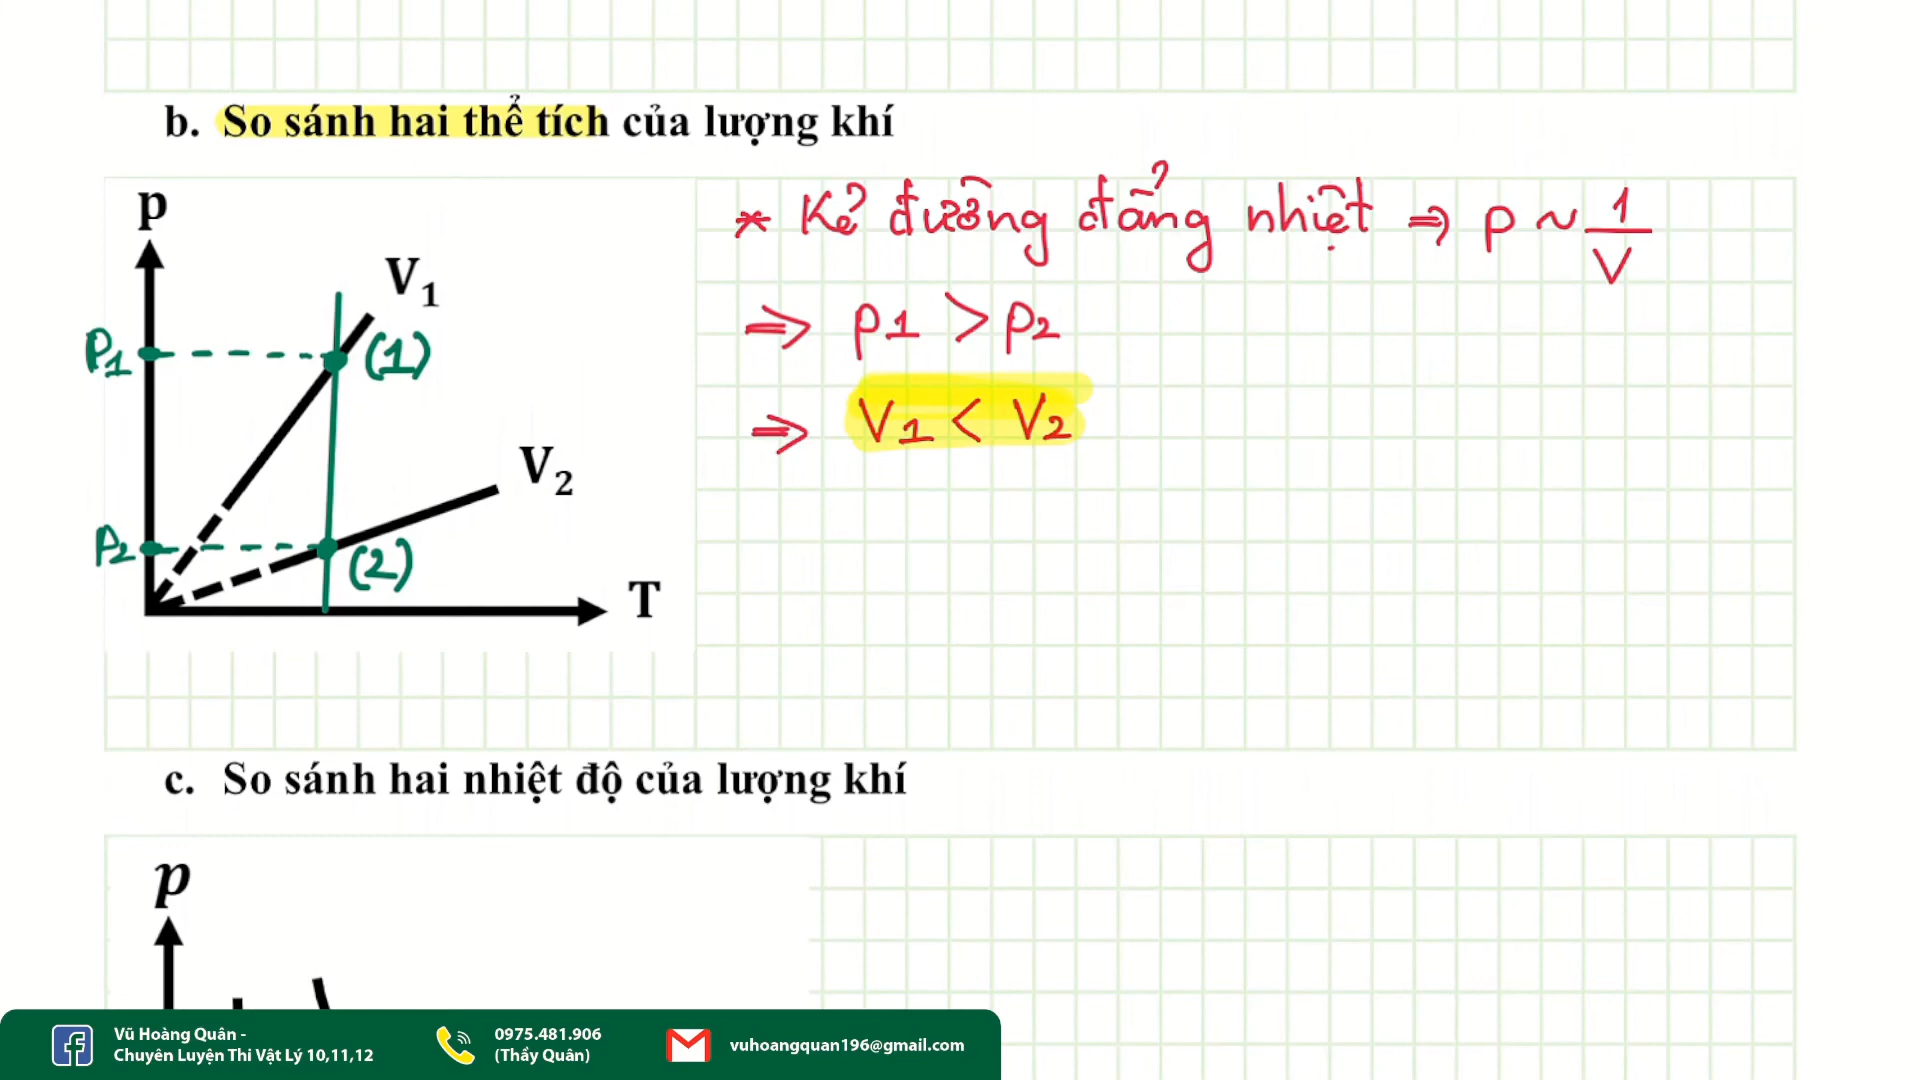 b. So sánh hai thể tích của lượng khí
p
V₁
* Kẻ đường đẳng nhiệt ⇒ p ~ 1/V
⇒ p1 > p2
⇒ V1 < V2
P1
(1)
V₂
P2
(2)
T
c. So sánh hai nhiệt độ của lượng khí
p
Vũ Hoàng Quân -
Chuyên Luyện Thi Vật Lý 10,11,12
0975.481.906
(Thầy Quân)
vuhoangquan196@gmail.com